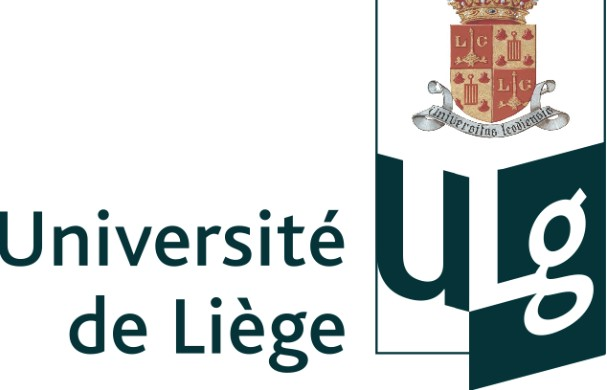 L G
L G
Universitas leodiensis
Université
de Liège
uLg